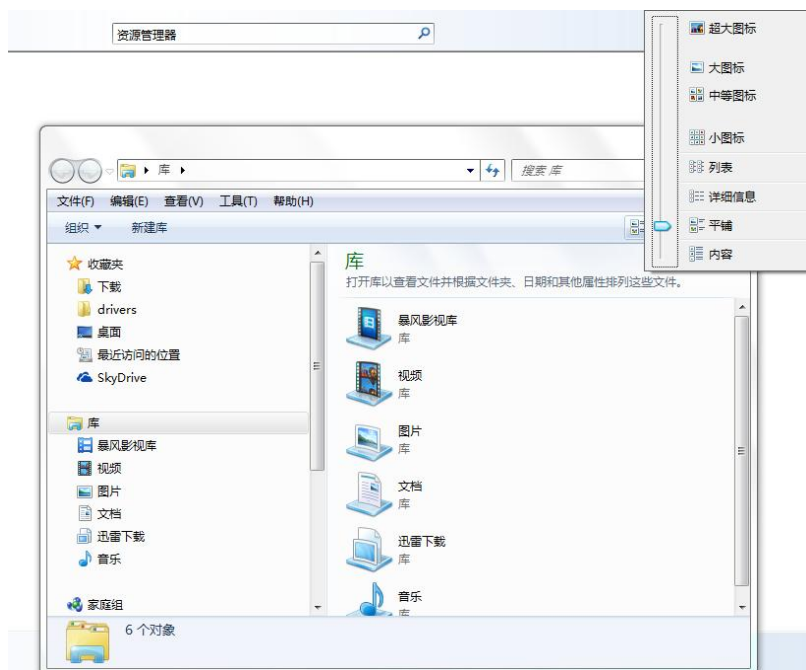 资源管理器
超大图标
大图标
中等图标
小图标
列表
详细信息
平铺
内容
库
搜索 库
文件(F) 编辑(E) 查看(V) 工具(T) 帮助(H)
组织 新建库
收藏夹
下载
drivers
桌面
最近访问的位置
SkyDrive
库
暴风影视库
视频
图片
文档
迅雷下载
音乐
家庭组
库
打开库以查看文件并根据文件夹、日期和其他属性排列这些文件。
暴风影视库
库
视频
库
图片
库
文档
库
迅雷下载
库
音乐
库
6 个对象